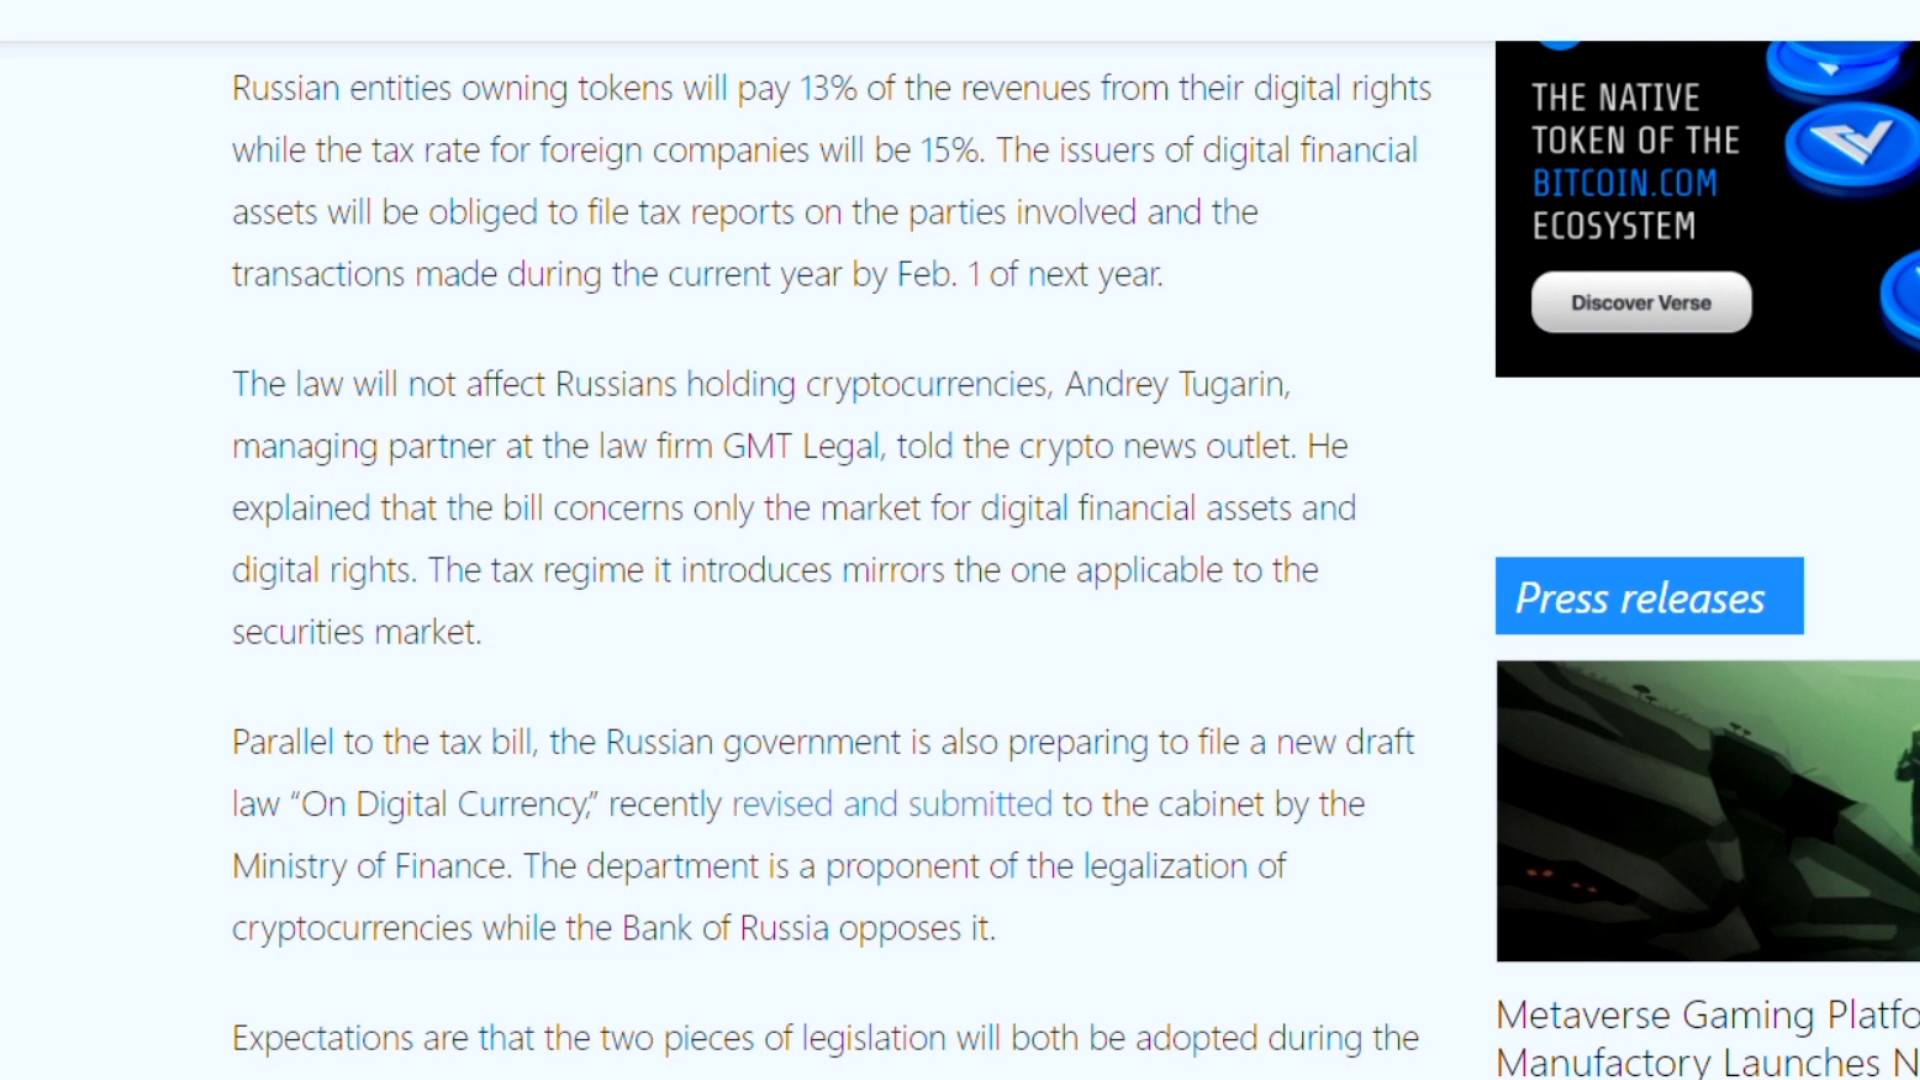 Russian entities owning tokens will pay 13% of the revenues from their digital rights
while the tax rate for foreign companies will be 15%. The issuers of digital financial
assets will be obliged to file tax reports on the parties involved and the
transactions made during the current year by Feb. 1 of next year.
The law will not affect Russians holding cryptocurrencies, Andrey Tugarin,
managing partner at the law firm GMT Legal, told the crypto news outlet. He
explained that the bill concerns only the market for digital financial assets and
digital rights. The tax regime it introduces mirrors the one applicable to the
securities market.
Parallel to the tax bill, the Russian government is also preparing to file a new draft
law “On Digital Currency,” recently revised and submitted to the cabinet by the
Ministry of Finance. The department is a proponent of the legalization of
cryptocurrencies while the Bank of Russia opposes it.
Expectations are that the two pieces of legislation will both be adopted during the
THE NATIVE
TOKEN OF THE
BITCOIN.COM
ECOSYSTEM
Discover Verse
Press releases
Metaverse Gaming Platfo
Manufactory Launches N